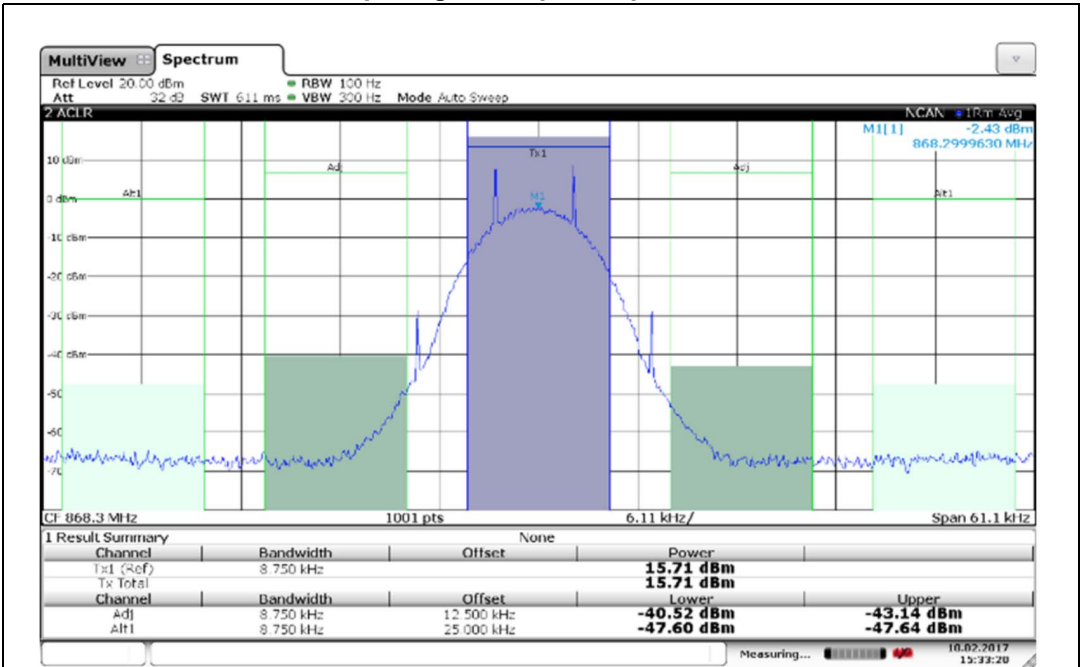 MultiView Spectrum
Ref Level 20.00 dBm RBW 100 Hz
Att 32 dB SWT 611 ms VBW 300 Hz Mode Auto Sweep
2 ACLR NCAN 1Rm Avg
M1[1] -2.43 dBm
868.2999630 MHz
Tx1
10 dBm
Adj
Adj
Alt1
Alt1
0 dBm
M1
-10 dBm
-20 dBm
-30 dBm
-40 dBm
-50
-60
-70
CF 868.3 MHz 1001 pts 6.11 kHz/ Span 61.1 kHz
1 Result Summary None
Channel Bandwidth Offset Power
Tx1 (Ref) 8.750 kHz 15.71 dBm
Tx Total 15.71 dBm
Channel Bandwidth Offset Lower Upper
Adj 8.750 kHz 12.500 kHz -40.52 dBm -43.14 dBm
Alt1 8.750 kHz 25.000 kHz -47.60 dBm -47.64 dBm
Measuring... 10.02.2017
15:33:20